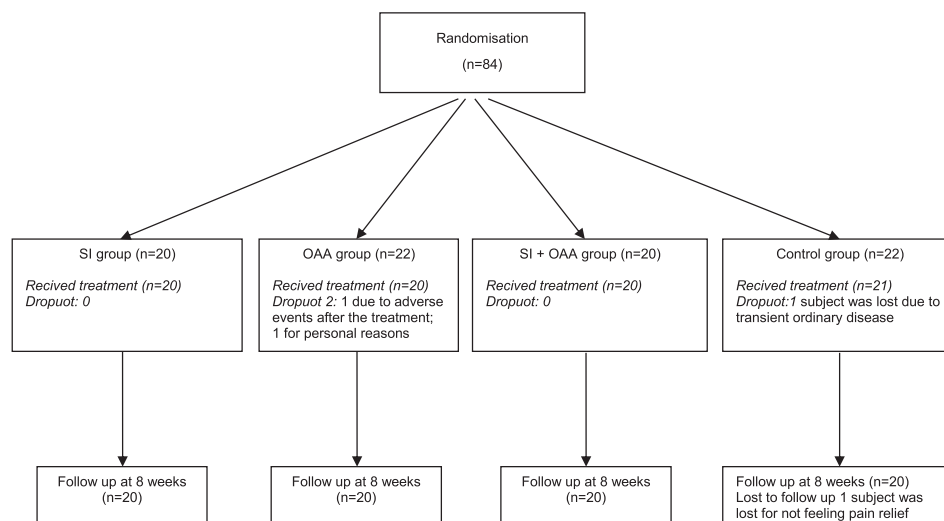 Randomisation
(n=84)
SI group (n=20)
Recived treatment (n=20)
Dropuot: 0
OAA group (n=22)
Recived treatment (n=20)
Dropuot 2: 1 due to adverse
events after the treatment;
1 for personal reasons
SI + OAA group (n=20)
Recived treatment (n=20)
Dropuot: 0
Control group (n=22)
Recived treatment (n=21)
Dropuot:1 subject was lost due to
transient ordinary disease
Follow up at 8 weeks
(n=20)
Follow up at 8 weeks
(n=20)
Follow up at 8 weeks
(n=20)
Follow up at 8 weeks (n=20)
Lost to follow up 1 subject was
lost for not feeling pain relief